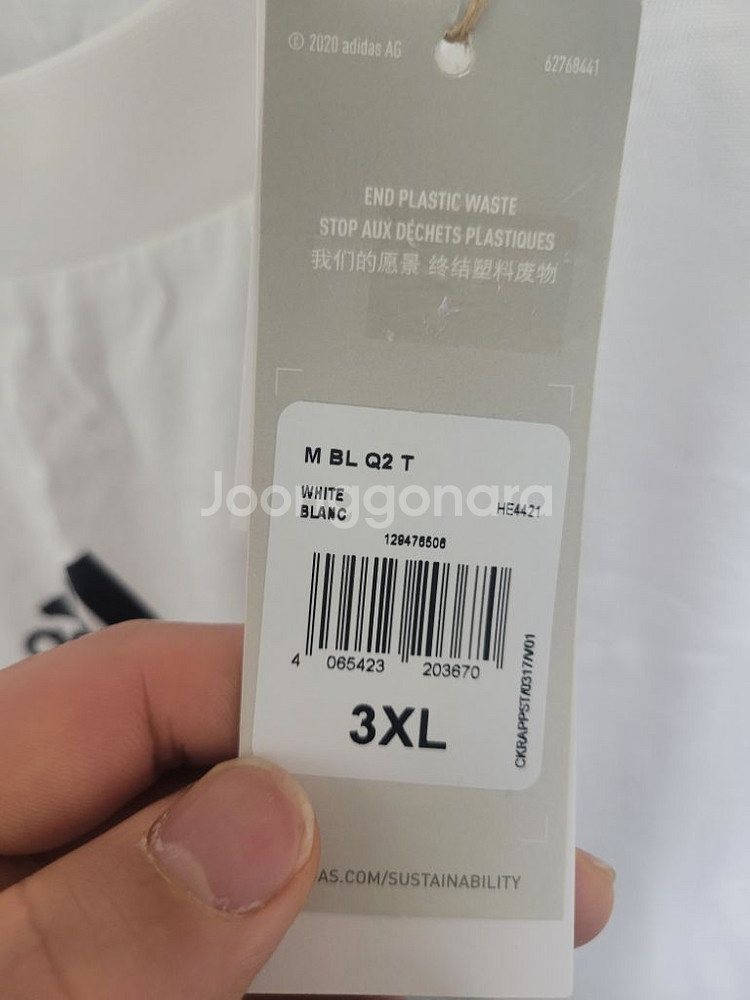 © 2020 adidas AG
62768441
END PLASTIC WASTE
STOP AUX DÉCHETS PLASTIQUES
我们的愿景 终结塑料废物
M BL Q2 T
WHITE
BLANC
HE4421
Joonggonara
129476506
4 065423 203670
CKRAPPST/0317/V01
3XL
AS.COM/SUSTAINABILITY